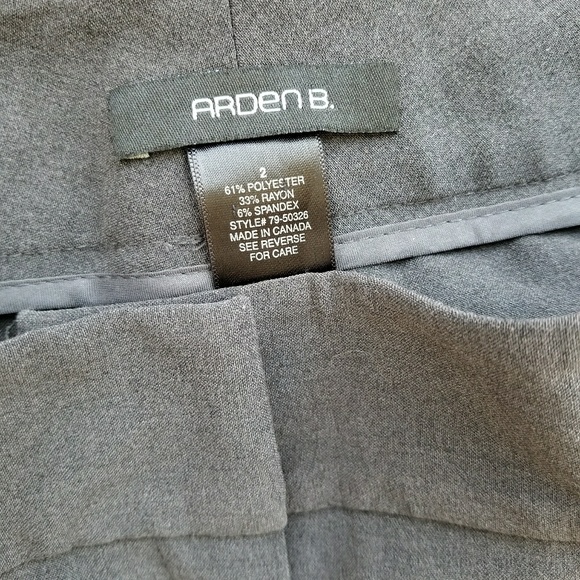 ARDen B.
2
61% POLYESTER
33% RAYON
6% SPANDEX
STYLE# 79-50326
MADE IN CANADA
SEE REVERSE
FOR CARE